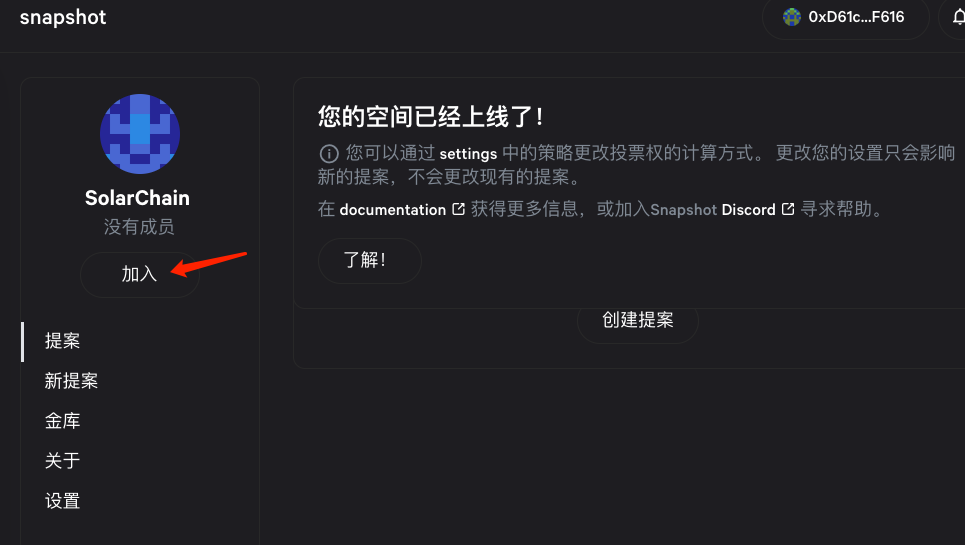 snapshot
0xD61c...F616
SolarChain
没有成员
加入
提案
新提案
金库
关于
设置
您的空间已经上线了！
您可以通过 settings 中的策略更改投票权的计算方式。 更改您的设置只会影响
新的提案，不会更改现有的提案。
在 documentation 获得更多信息，或加入Snapshot Discord 寻求帮助。
了解！
创建提案